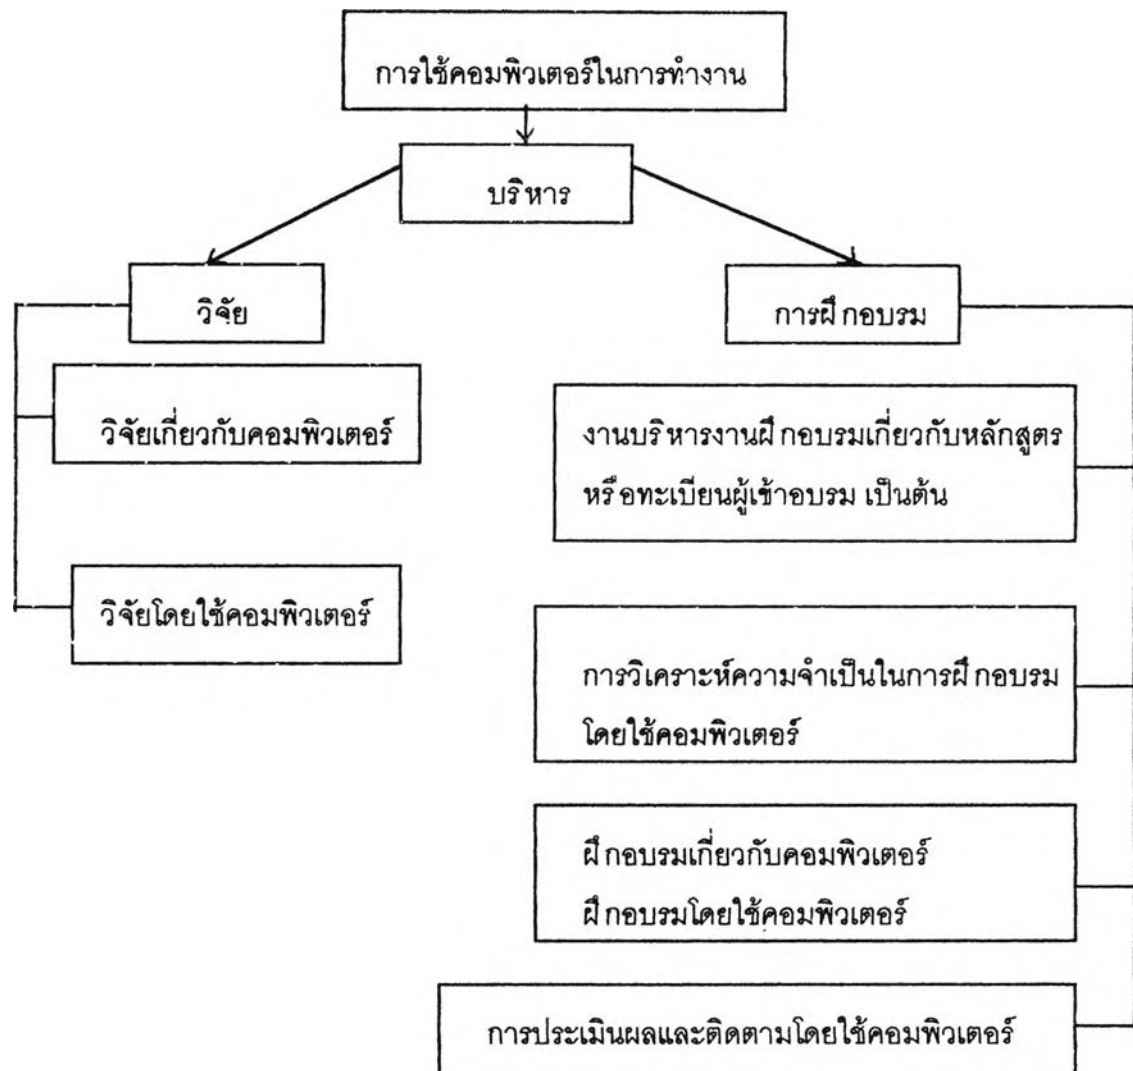 การใช้คอมพิวเตอร์ในการทำงาน
บริหาร
วิจัย
การฝึกอบรม
วิจัยเกี่ยวกับคอมพิวเตอร์
งานบริหารงานฝึกอบรมเกี่ยวกับหลักสูตร
หรือทะเบียนผู้เข้าอบรม เป็นต้น
วิจัยโดยใช้คอมพิวเตอร์
การวิเคราะห์ความจำเป็นในการฝึกอบรม
โดยใช้คอมพิวเตอร์
ฝึกอบรมเกี่ยวกับคอมพิวเตอร์
ฝึกอบรมโดยใช้คอมพิวเตอร์
การประเมินผลและติดตามโดยใช้คอมพิวเตอร์